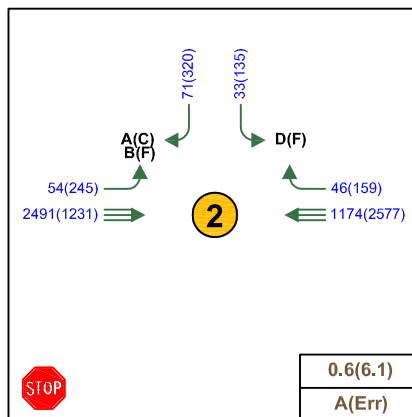 71(320)
33(135)
A(C)
B(F)
D(F)
54(245)
46(159)
2491(1231)
2
1174(2577)
STOP
0.6(6.1)
A(Err)